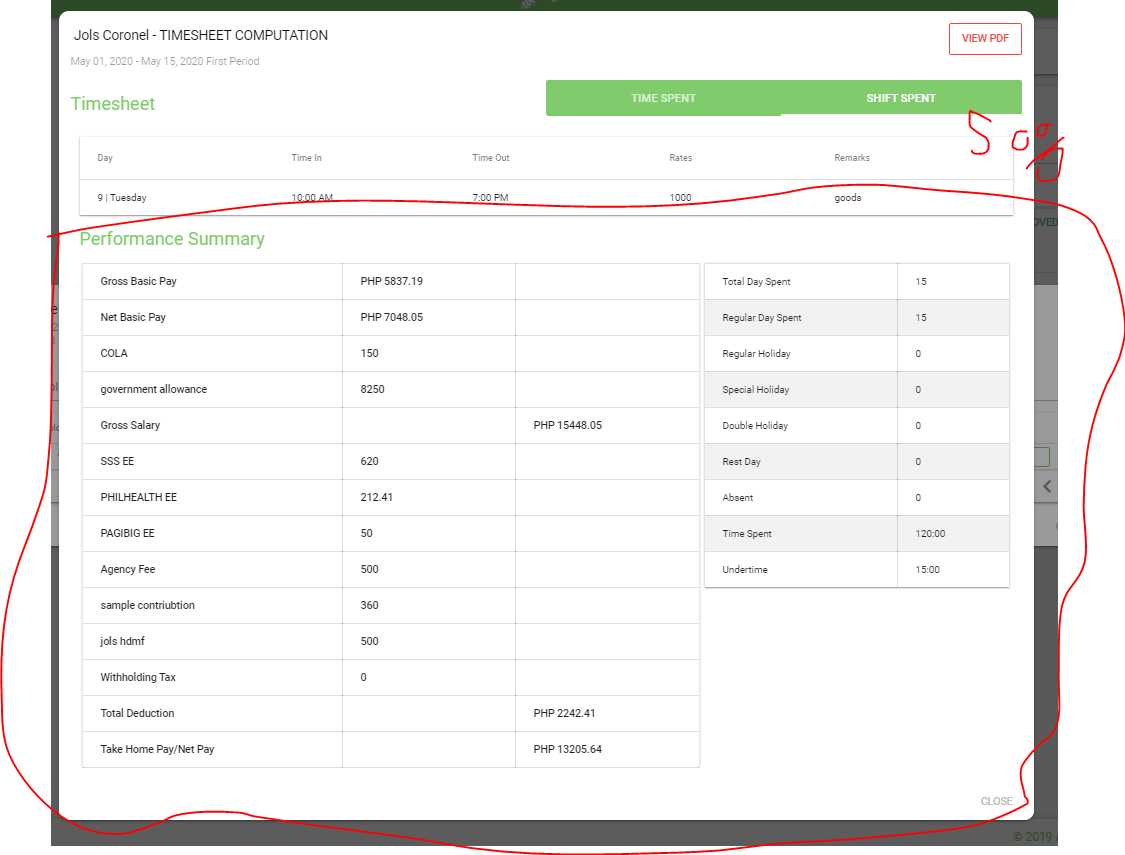 Jols Coronel - TIMESHEET COMPUTATION
VIEW PDF
May 01, 2020 - May 15, 2020 First Period
Timesheet
TIME SPENT SHIFT SPENT
Day Time In Time Out Rates Remarks
9 | Tuesday 10:00 AM 7:00 PM 1000 goods
OVED
Performance Summary
Gross Basic Pay PHP 5837.19 Total Day Spent 15
Net Basic Pay PHP 7048.05 Regular Day Spent 15
COLA 150 Regular Holiday 0
government allowance 8250 Special Holiday 0
Gross Salary PHP 15448.05 Double Holiday 0
SSS EE 620 Rest Day 0
PHILHEALTH EE 212.41 Absent 0
PAGIBIG EE 50 Time Spent 120:00
Agency Fee 500 Undertime 15:00
sample contriubtion 360
jols hdmf 500
Withholding Tax 0
Total Deduction PHP 2242.41
Take Home Pay/Net Pay PHP 13205.64
CLOSE
© 2019